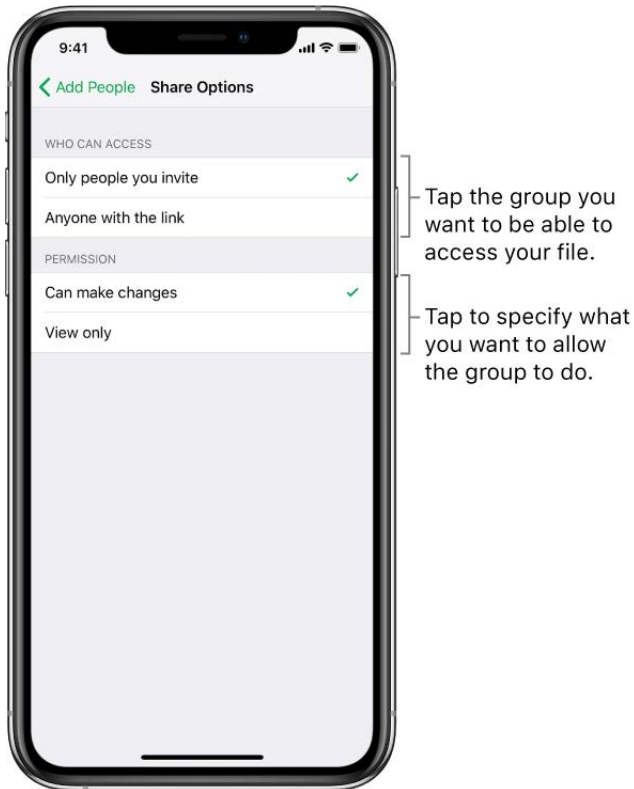 9:41
Add People Share Options
WHO CAN ACCESS
Only people you invite
Anyone with the link
PERMISSION
Can make changes
View only
Tap the group you
want to be able to
access your file.
Tap to specify what
you want to allow
the group to do.